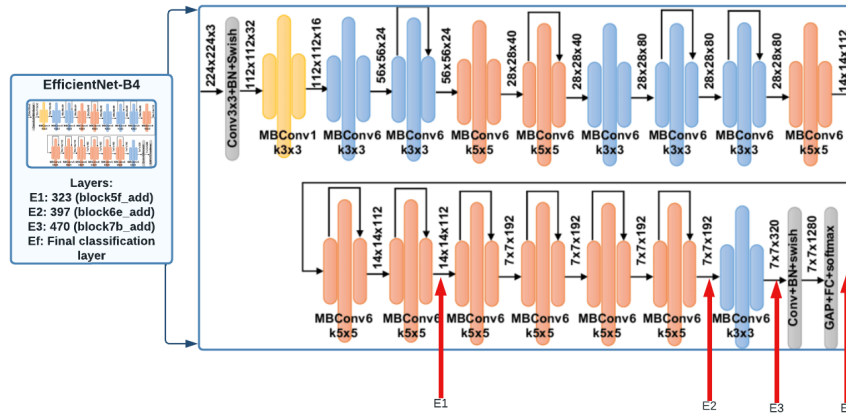 EfficientNet-B4
Layers:
E1: 323 (block5f_add)
E2: 397 (block6e_add)
E3: 470 (block7b_add)
Ef: Final classification
layer
224x224x3
Conv3x3+BN+Swish
112x112x32
MBConv1
k3x3
112x112x16
MBConv6
k3x3
56x56x24
MBConv6
k3x3
56x56x24
MBConv6
k5x5
28x28x40
MBConv6
k5x5
28x28x40
MBConv6
k3x3
28x28x80
MBConv6
k3x3
28x28x80
MBConv6
k3x3
28x28x80
MBConv6
k5x5
14x14x112
MBConv6
k5x5
14x14x112
MBConv6
k5x5
14x14x112
MBConv6
k5x5
7x7x192
MBConv6
k5x5
7x7x192
MBConv6
k5x5
7x7x192
MBConv6
k5x5
7x7x192
MBConv6
k3x3
7x7x320
Conv+BN+swish
7x7x1280
GAP+FC+softmax
E1
E2
E3